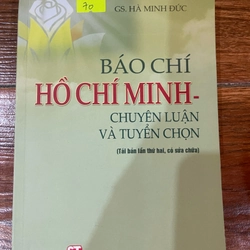 70
GS. HÀ MINH ĐỨC
BÁO CHÍ
HỒ CHÍ MINH-
CHUYÊN LUẬN
VÀ TUYỂN CHỌN
(Tái bản lần thứ hai, có sửa chữa)